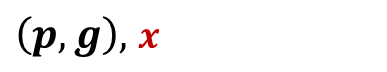 (p, g), x